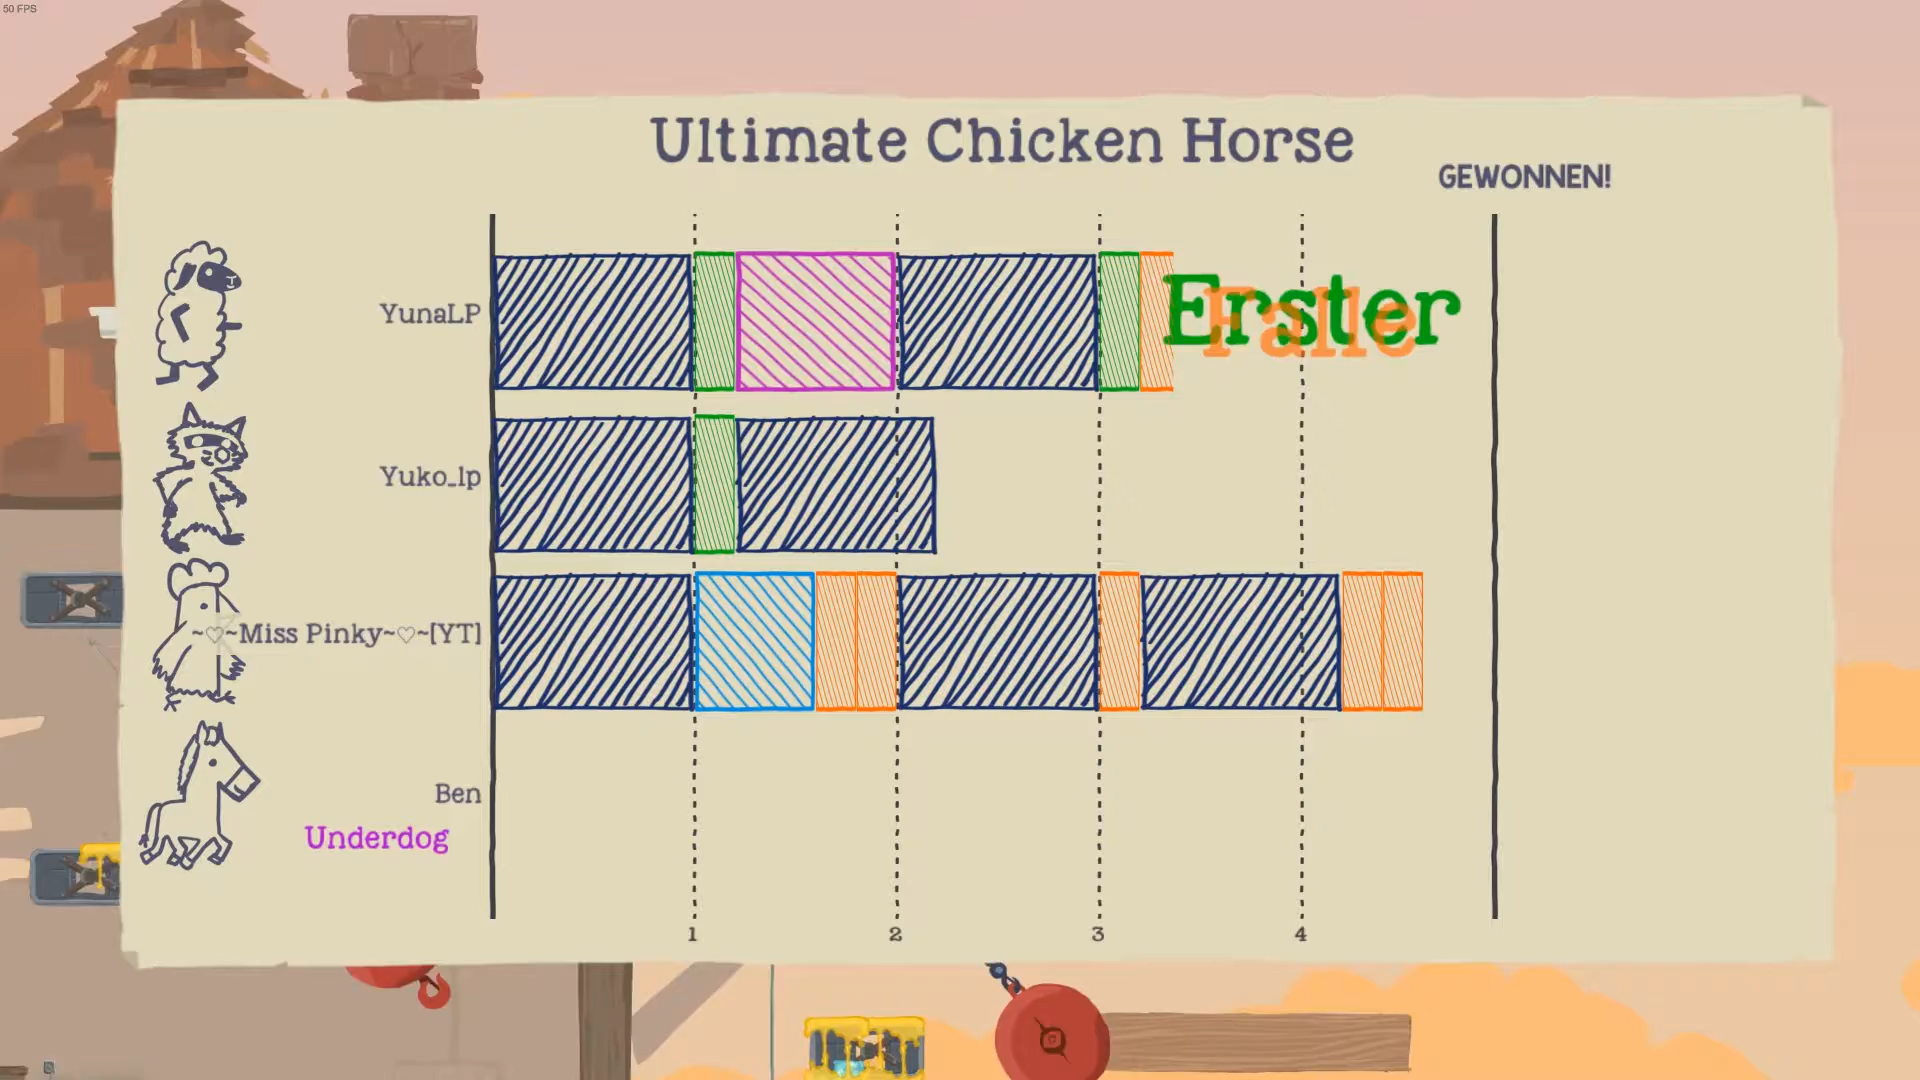 50 FPS
Ultimate Chicken Horse
GEWONNEN!
YunaLP
Erster
Falle
Yuko_lp
~♡~Miss Pinky~♡~[YT]
Ben
Underdog
1 2 3 4